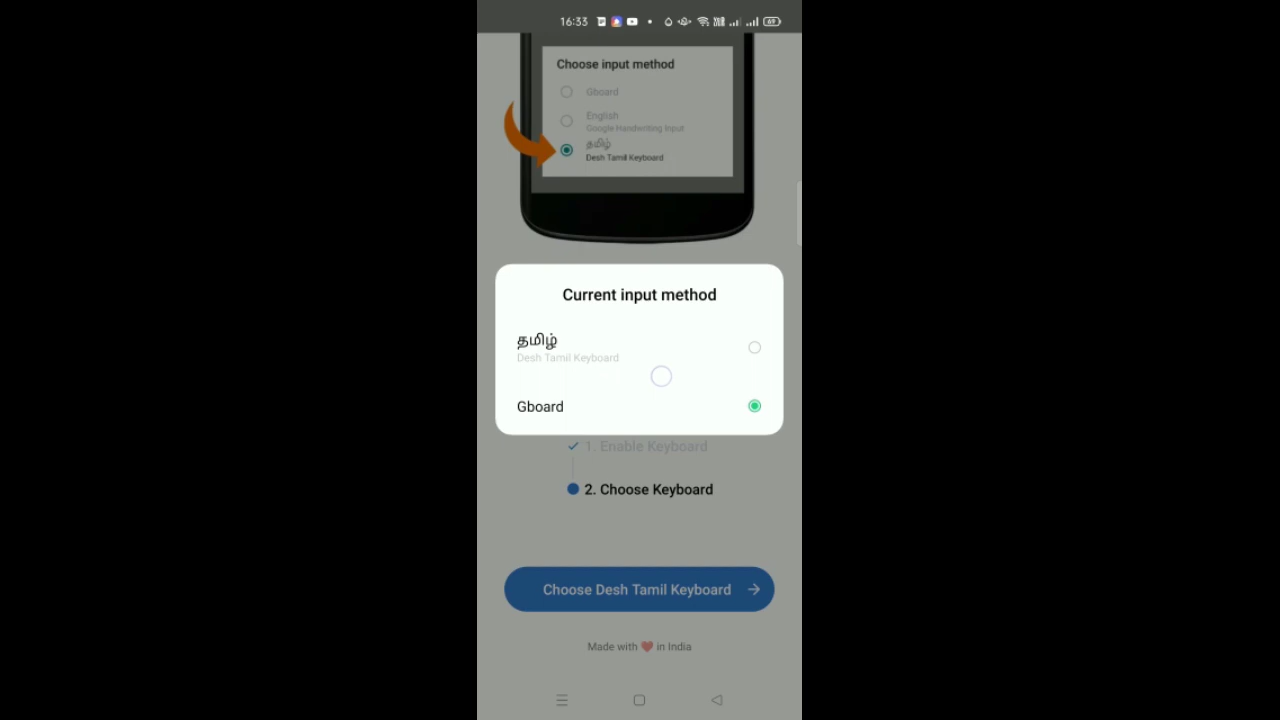 16:33
69
Choose input method
Gboard
English
Google Handwriting Input
தமிழ்
Desh Tamil Keyboard
Current input method
தமிழ்
Desh Tamil Keyboard
Gboard
1. Enable Keyboard
2. Choose Keyboard
Choose Desh Tamil Keyboard
Made with ❤️ in India